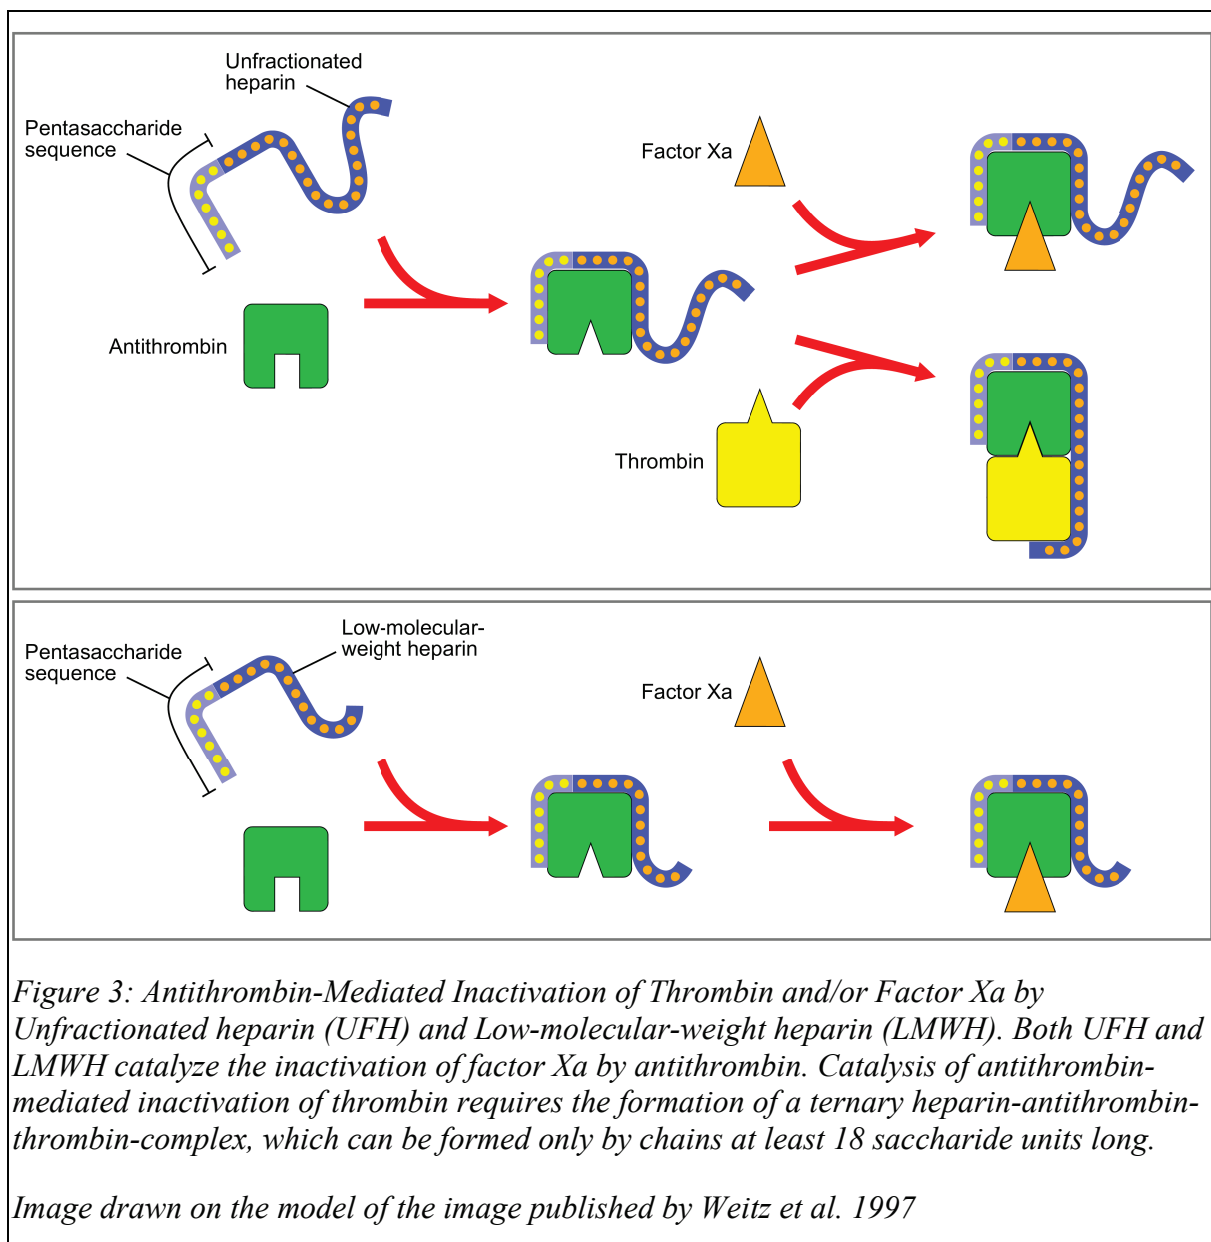 Unfractionated
heparin
Pentasaccharide
sequence
Factor Xa
Antithrombin
Thrombin
Low-molecular-
weight heparin
Pentasaccharide
sequence
Factor Xa
Figure 3: Antithrombin-Mediated Inactivation of Thrombin and/or Factor Xa by
Unfractionated heparin (UFH) and Low-molecular-weight heparin (LMWH). Both UFH and
LMWH catalyze the inactivation of factor Xa by antithrombin. Catalysis of antithrombin-
mediated inactivation of thrombin requires the formation of a ternary heparin-antithrombin-
thrombin-complex, which can be formed only by chains at least 18 saccharide units long.
Image drawn on the model of the image published by Weitz et al. 1997